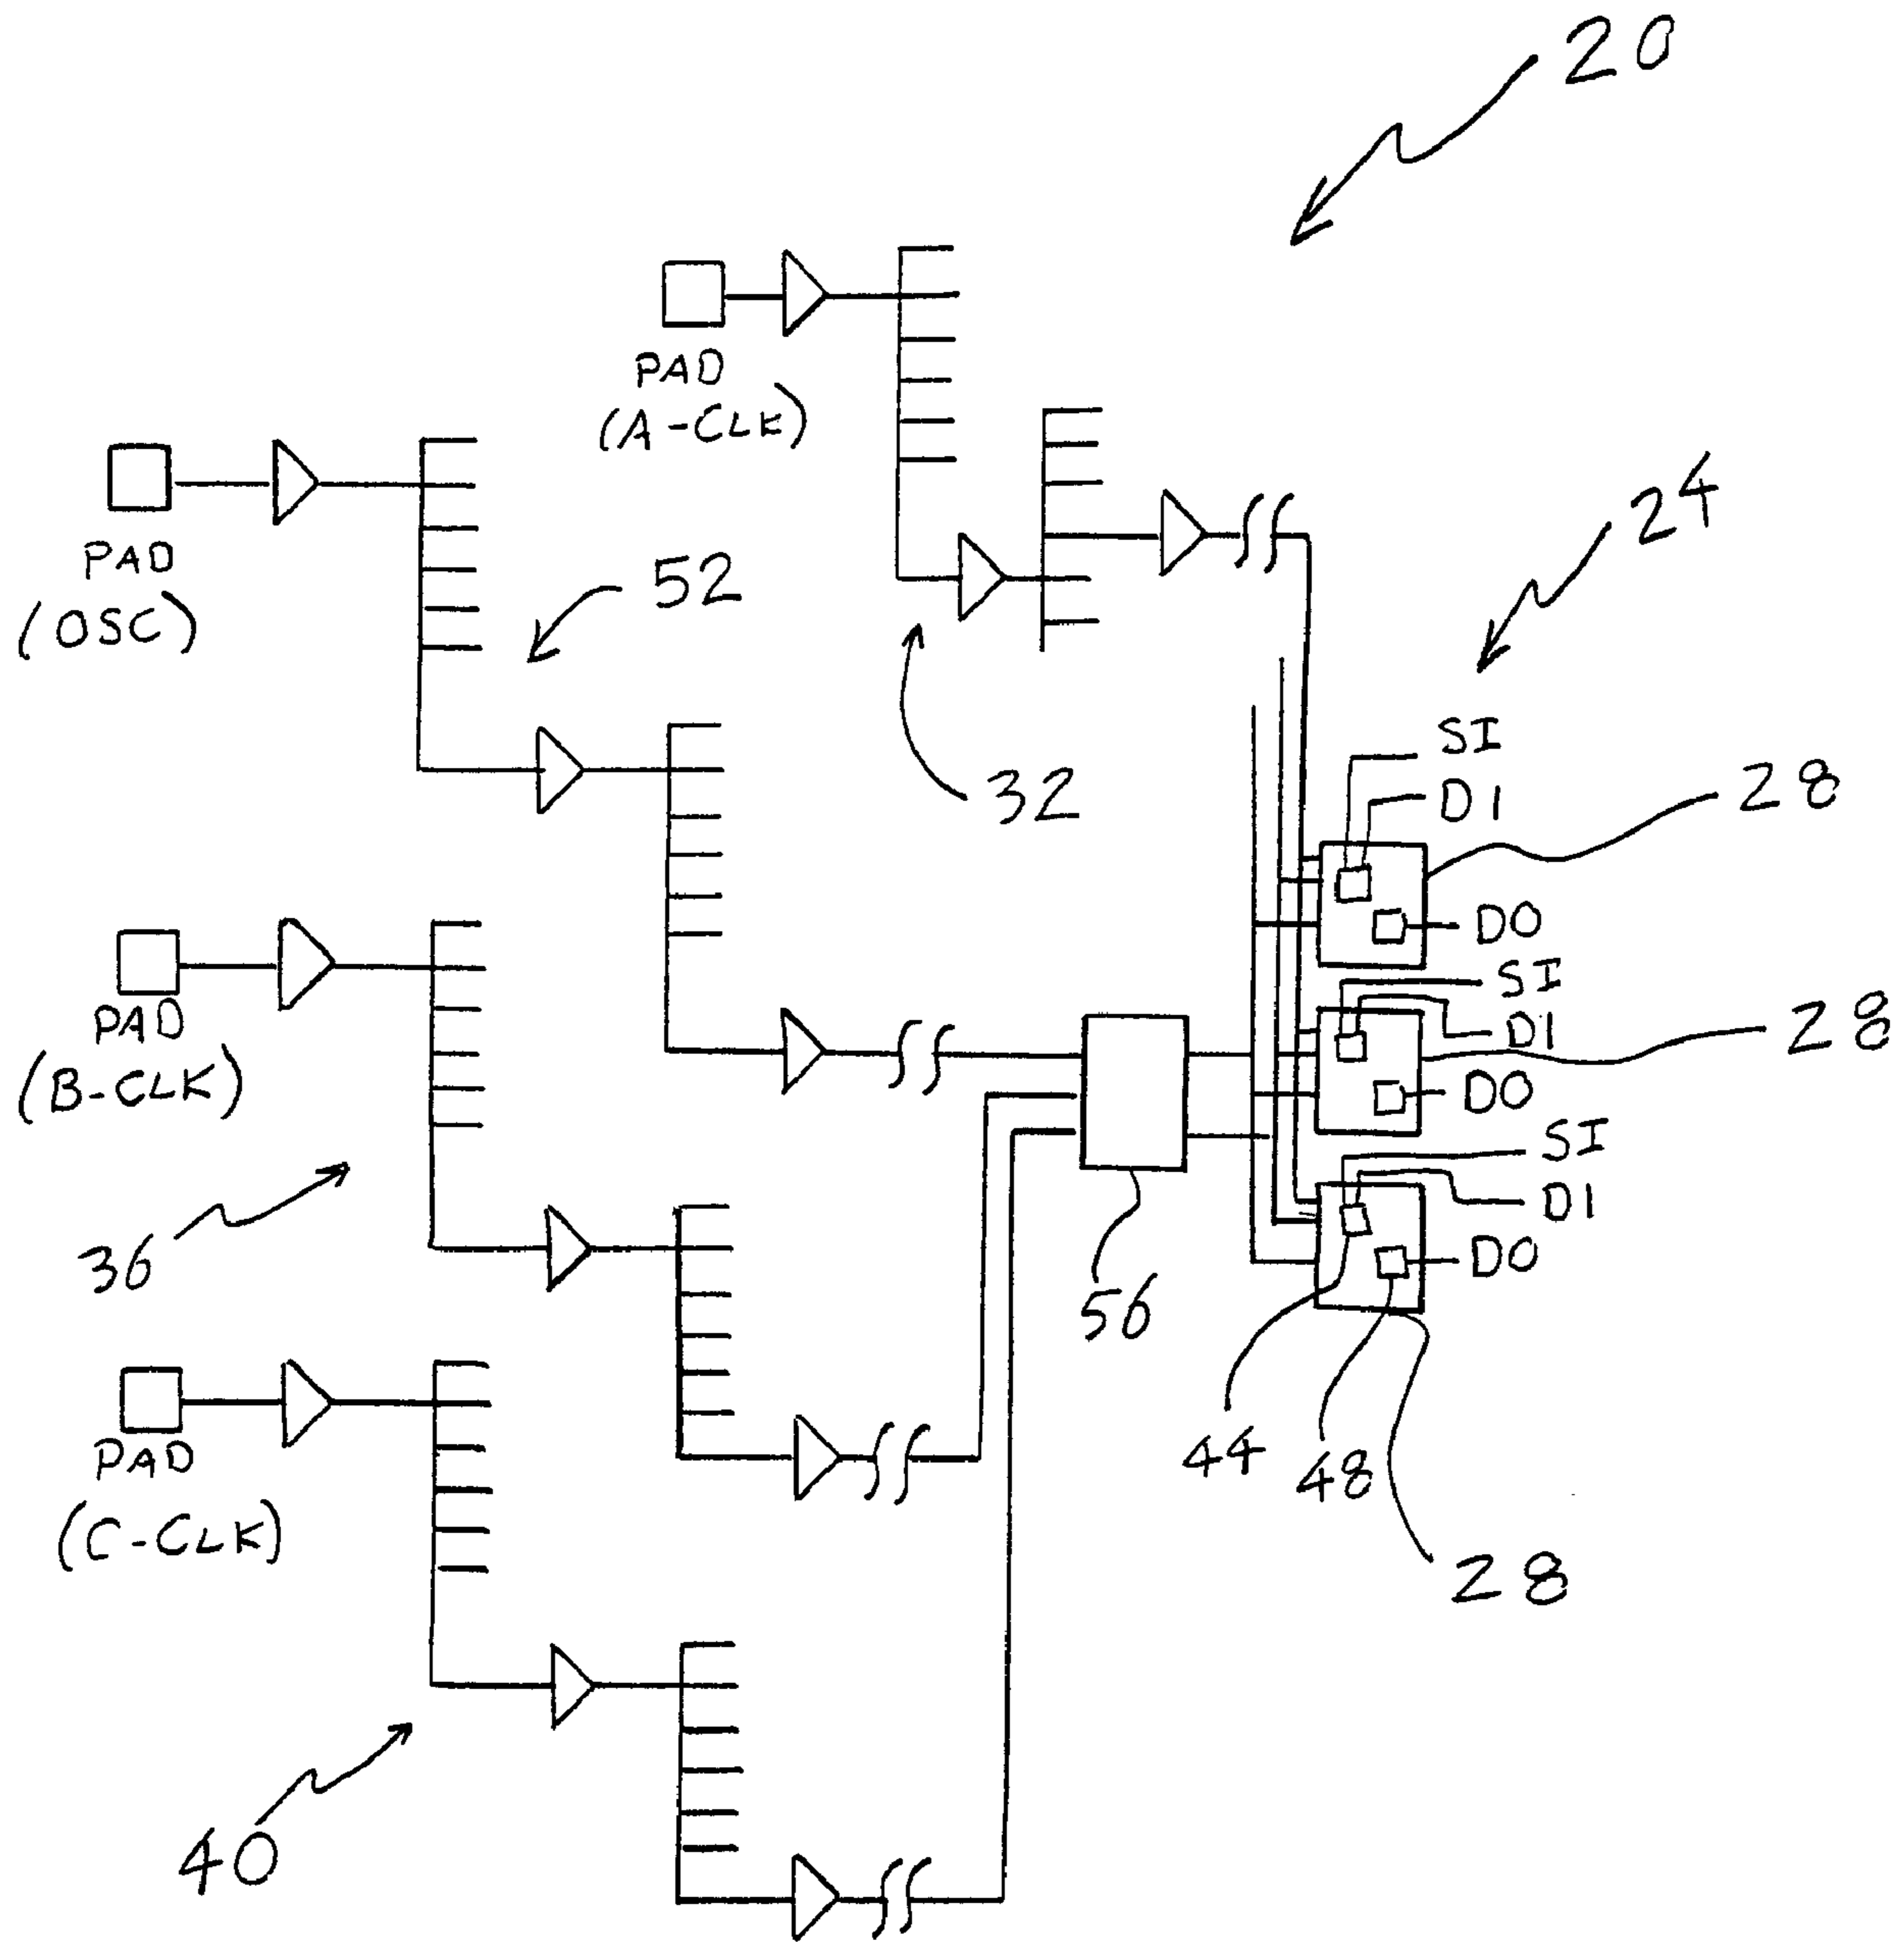 20
PAD
(A-CLK)
24
PAD
(OSC)
52
SI
32
DI
28
DO
SI
PAD
DI
28
(B-CLK)
DO
SI
DI
36
DO
56
44
48
PAD
(C-CLK)
28
40